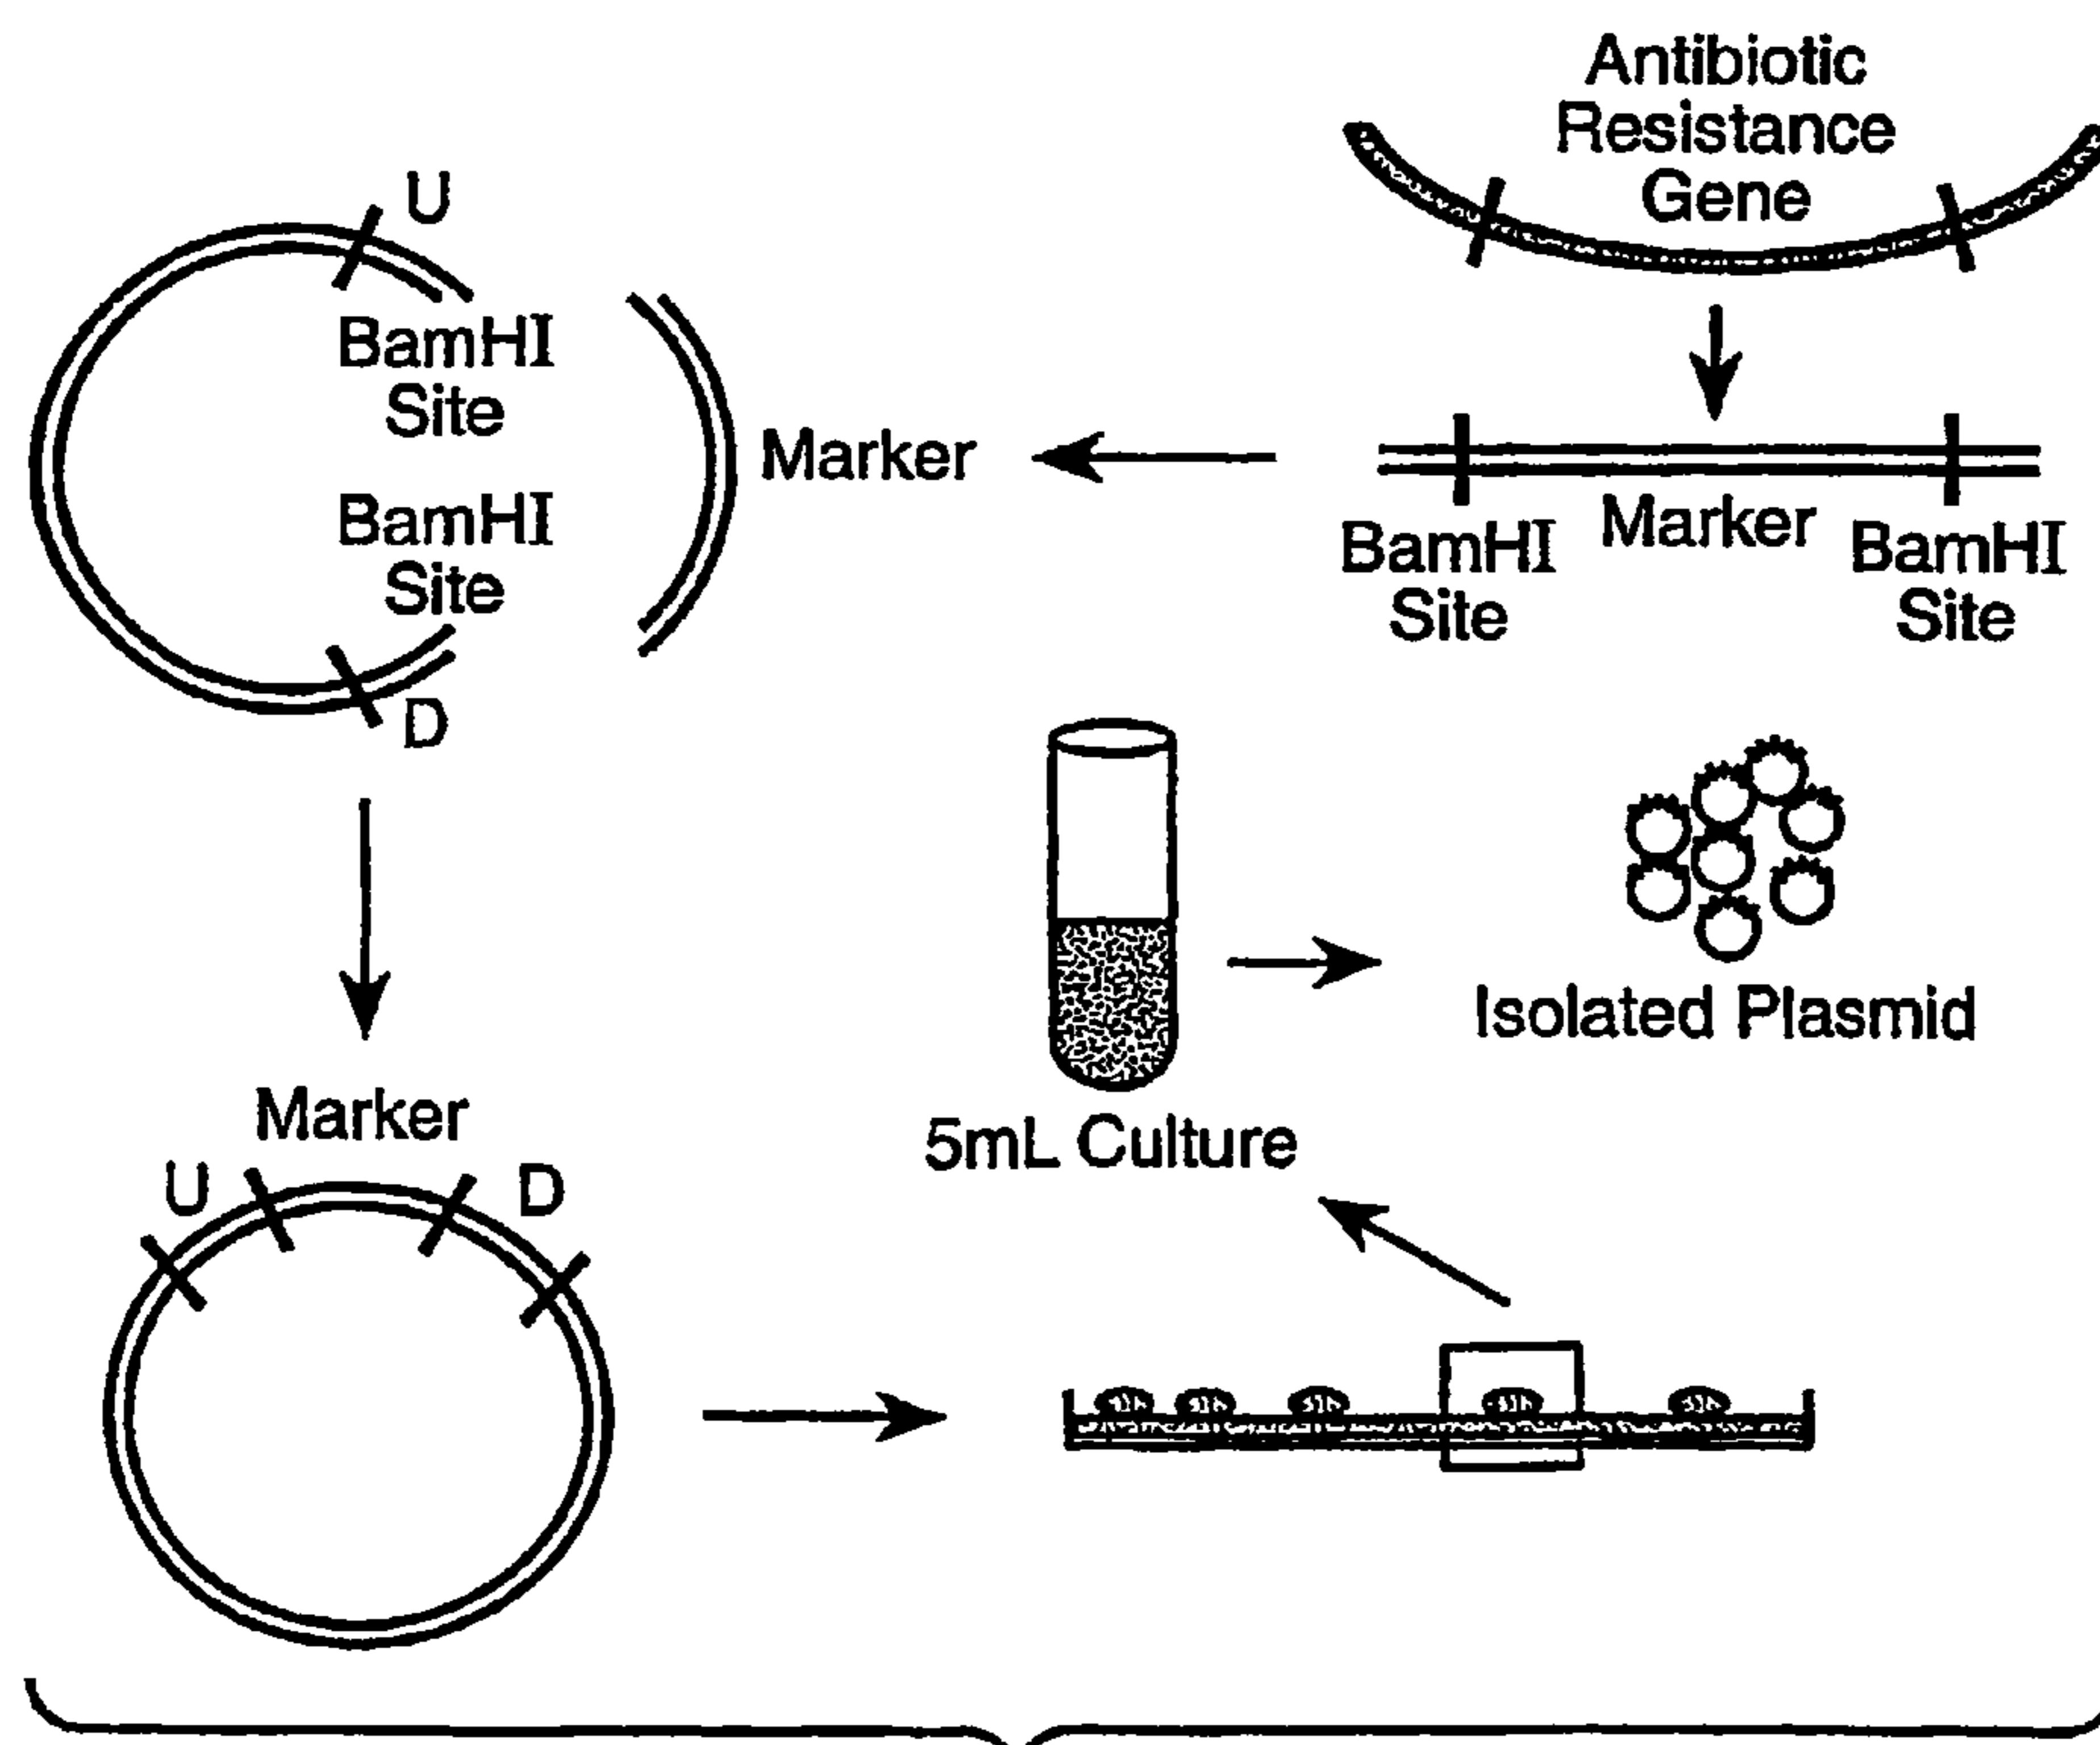 Antibiotic
Resistance
Gene
U
BamHI
Site
BamHI
Site
D
Marker
Marker
BamHI
Site
BamHI
Site
5mL Culture
Isolated Plasmid
Marker
U
D